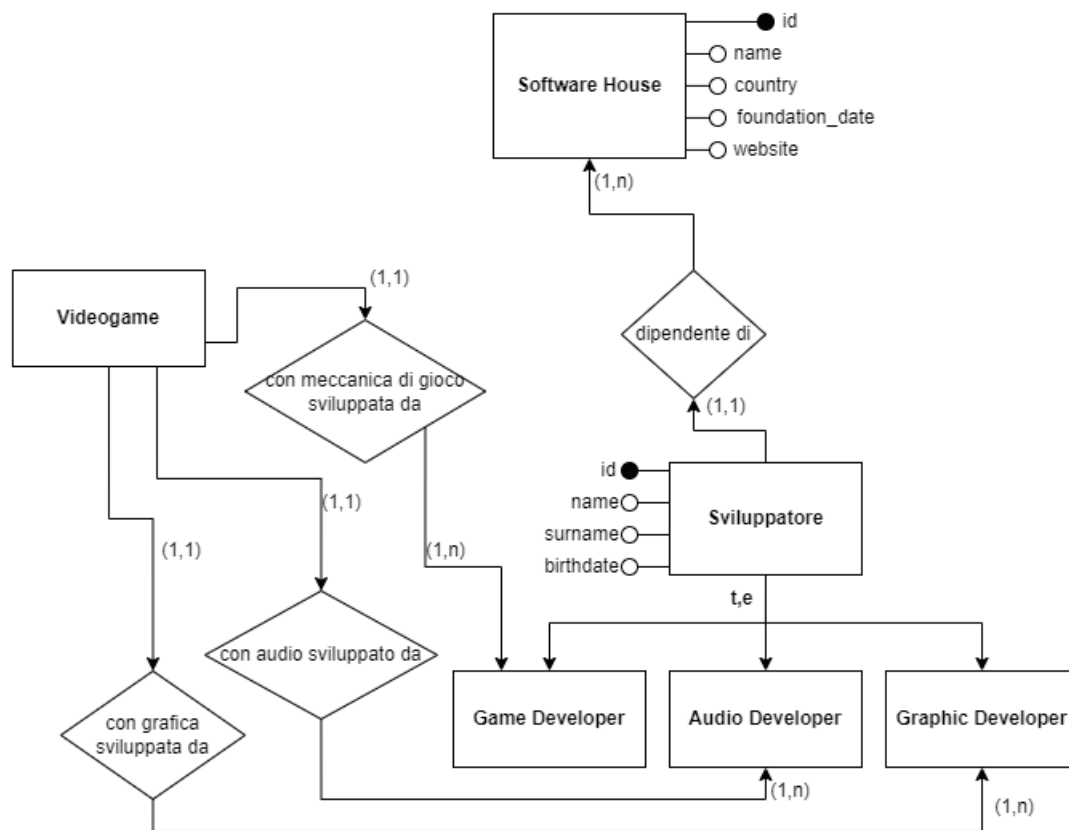 Software House
id
name
country
foundation_date
website
(1,n)
Videogame
(1,1)
con meccanica di gioco
sviluppata da
dipendente di
(1,1)
id
name
surname
birthdate
Sviluppatore
(1,1)
(1,1)
(1,n)
t,e
con audio sviluppato da
con grafica
sviluppata da
Game Developer
Audio Developer
Graphic Developer
(1,n)
(1,n)